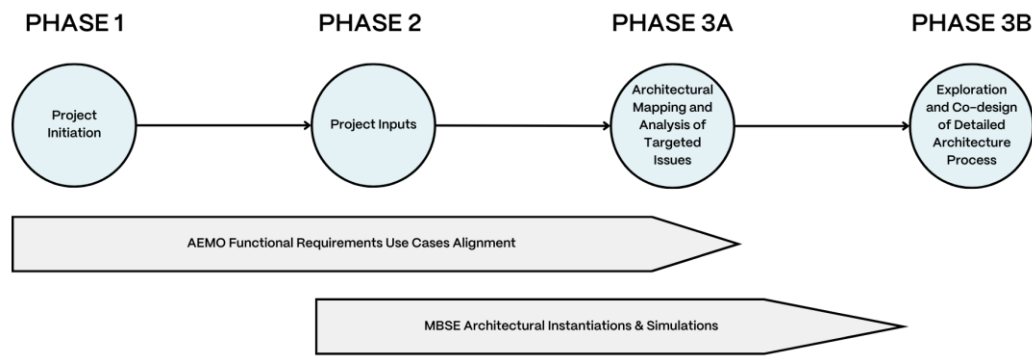 PHASE 1
PHASE 2
PHASE 3A
PHASE 3B
Project
Initiation
Project Inputs
Architectural
Mapping and
Analysis of
Targeted
Issues
Exploration
and Co-design
of Detailed
Architecture
Process
AEMO Functional Requirements Use Cases Alignment
MBSE Architectural Instantiations & Simulations